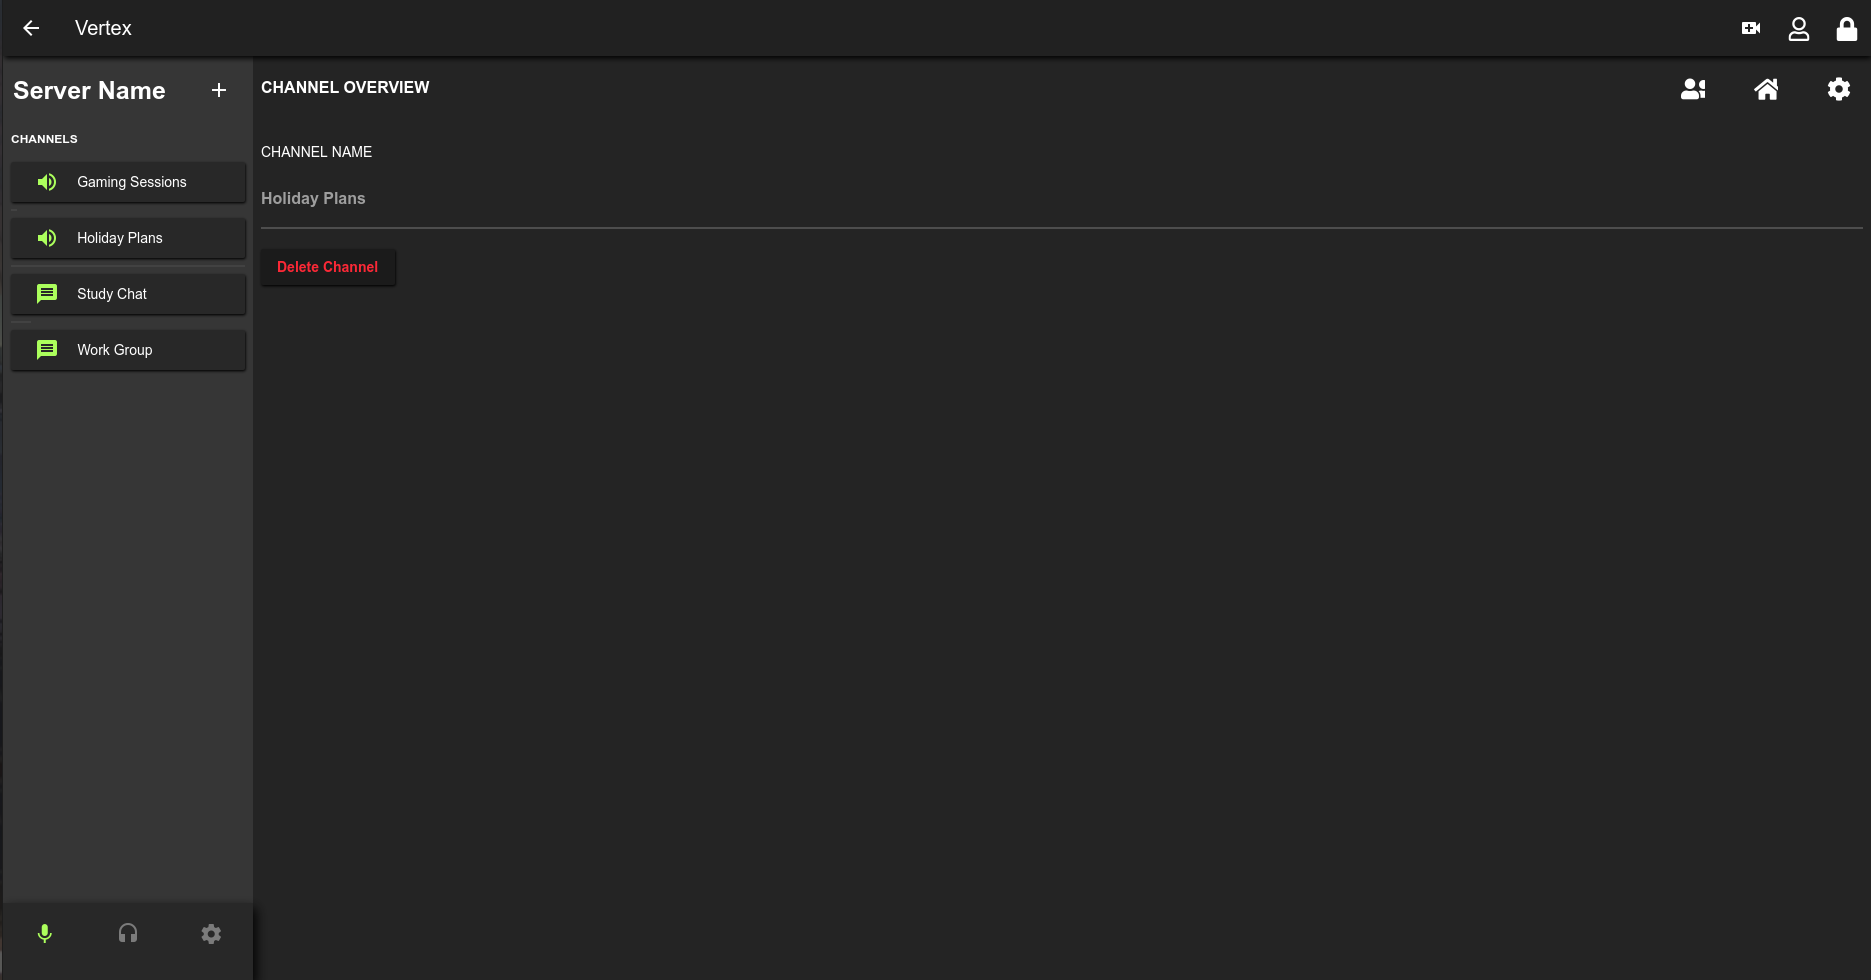 Vertex
Server Name
CHANNELS
Gaming Sessions
Holiday Plans
Study Chat
Work Group
CHANNEL OVERVIEW
CHANNEL NAME
Holiday Plans
Delete Channel